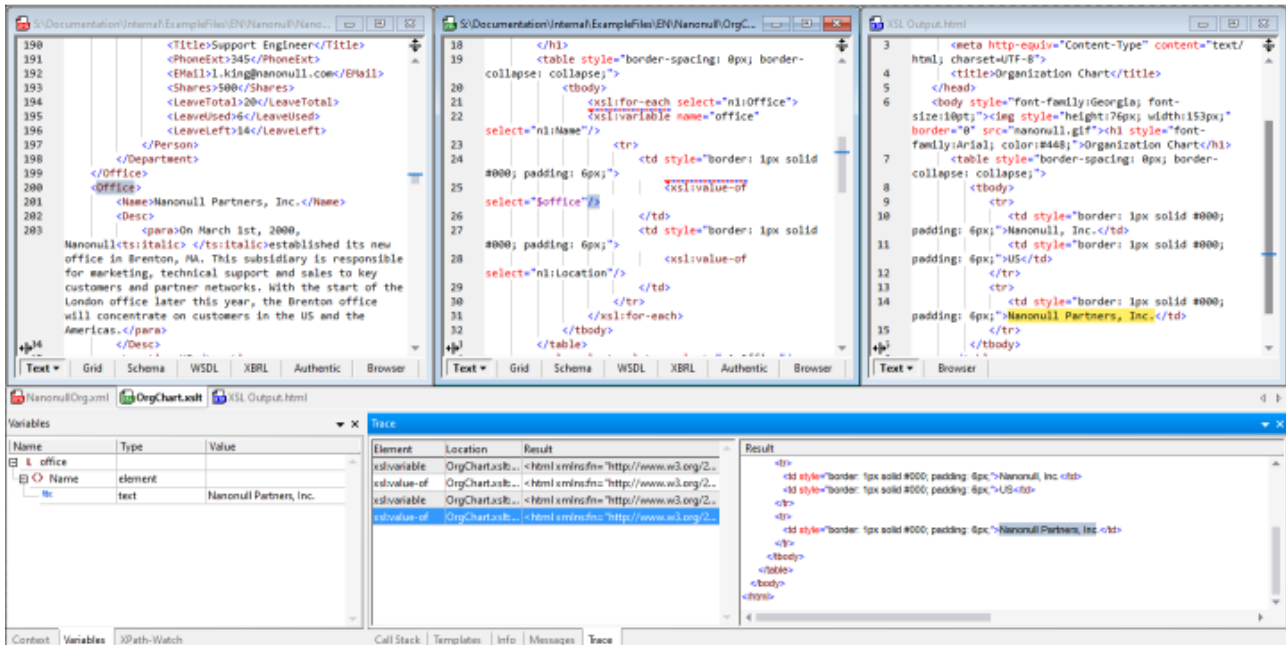 S:\Documentation\Internal\ExampleFiles\EN\Nanonull\Nano...
190 <Title>Support Engineer</Title>
191 <PhoneExt>345</PhoneExt>
192 <EMail>l.king@nanonull.com</EMail>
193 <Shares>500</Shares>
194 <LeaveTotal>20</LeaveTotal>
195 <LeaveUsed>6</LeaveUsed>
196 <LeaveLeft>14</LeaveLeft>
197 </Person>
198 </Department>
199 </Office>
200 <Office>
201 <Name>Nanonull Partners, Inc.</Name>
202 <Desc>
203 <para>On March 1st, 2000,
Nanonull<ts:italic> </ts:italic>established its new
office in Brenton, MA. This subsidiary is responsible
for marketing, technical support and sales to key
customers and partner networks. With the start of the
London office later this year, the Brenton office
will concentrate on customers in the US and the
Americas.</para>
</Desc>
Text Grid Schema WSDL XBRL Authentic Browser
S:\Documentation\Internal\ExampleFiles\EN\Nanonull\OrgC...
18 </h1>
19 <table style="border-spacing: 0px; border-
collapse: collapse;">
20 <tbody>
21 <xsl:for-each select="n1:Office">
22 <xsl:variable name="office"
select="n1:Name"/>
23 <tr>
24 <td style="border: 1px solid
#000; padding: 6px;">
25 <xsl:value-of
select="$office"/>
26 </td>
27 <td style="border: 1px solid
#000; padding: 6px;">
28 <xsl:value-of
select="n1:Location"/>
29 </td>
30 </tr>
31 </xsl:for-each>
32 </tbody>
</table>
Text Grid Schema WSDL XBRL Authentic Browser
XSL Output.html
3 <meta http-equiv="Content-Type" content="text/
html; charset=UTF-8">
4 <title>Organization Chart</title>
5 </head>
6 <body style="font-family:Georgia; font-
size:10pt;"><img style="height:76px; width:153px;"
border="0" src="nanonull.gif"><h1 style="font-
family:Arial; color:#448;">Organization Chart</h1>
7 <table style="border-spacing: 0px; border-
collapse: collapse;">
8 <tbody>
9 <tr>
10 <td style="border: 1px solid #000;
padding: 6px;">Nanonull, Inc.</td>
11 <td style="border: 1px solid #000;
padding: 6px;">US</td>
12 </tr>
13 <tr>
14 <td style="border: 1px solid #000;
padding: 6px;">Nanonull Partners, Inc.</td>
15 </tr>
</tbody>
Text Browser
NanonullOrg.xml OrgChart.xslt XSL Output.html
Variables
Name Type Value
L office
Name element
text Nanonull Partners, Inc.
Context Variables XPath-Watch
Trace
Element Location Result
xsl:variable OrgChart.xslt:... <html xmlns:fn="http://www.w3.org/2...
xsl:value-of OrgChart.xslt:... <html xmlns:fn="http://www.w3.org/2...
xsl:variable OrgChart.xslt:... <html xmlns:fn="http://www.w3.org/2...
xsl:value-of OrgChart.xslt:... <html xmlns:fn="http://www.w3.org/2...
Result
<tr>
<td style="border: 1px solid #000; padding: 6px;">Nanonull, Inc.</td>
<td style="border: 1px solid #000; padding: 6px;">US</td>
</tr>
<tr>
<td style="border: 1px solid #000; padding: 6px;">Nanonull Partners, Inc.</td>
</tr>
</tbody>
</table>
</body>
</html>
Call Stack Templates Info Messages Trace